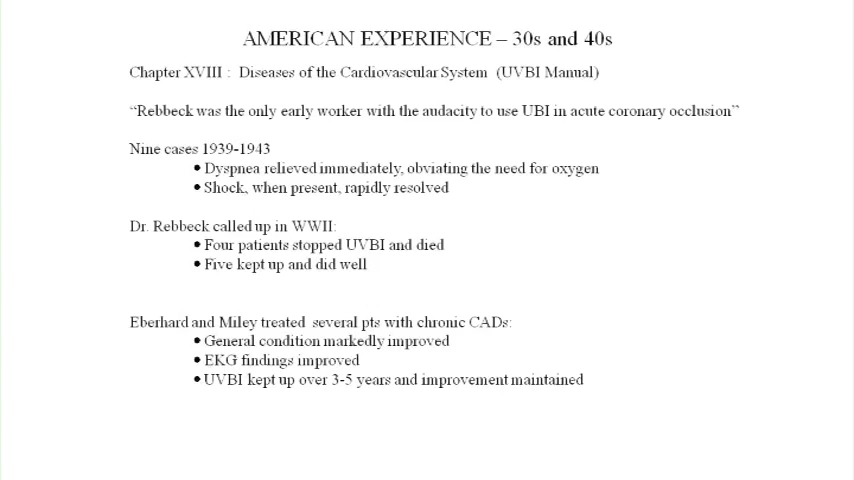 AMERICAN EXPERIENCE – 30s and 40s
Chapter XVIII : Diseases of the Cardiovascular System (UVBI Manual)
“Rebbeck was the only early worker with the audacity to use UBI in acute coronary occlusion”
Nine cases 1939-1943
• Dyspnea relieved immediately, obviating the need for oxygen
• Shock, when present, rapidly resolved
Dr. Rebbeck called up in WWII:
• Four patients stopped UVBI and died
• Five kept up and did well
Eberhard and Miley treated several pts with chronic CADs:
• General condition markedly improved
• EKG findings improved
• UVBI kept up over 3-5 years and improvement maintained